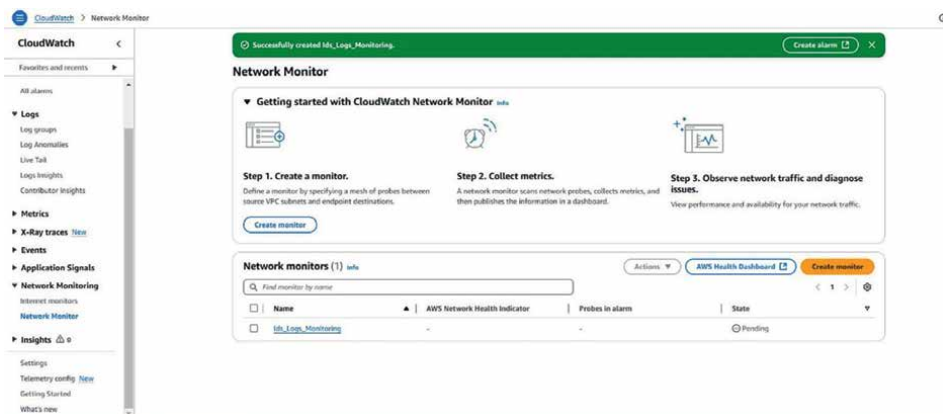 CloudWatch > Network Monitor
CloudWatch
Favorites and recents
All alarms
Logs
Log groups
Log Anomalies
Live Tail
Logs Insights
Contributor Insights
Metrics
X-Ray traces New
Events
Application Signals
Network Monitoring
Internet monitors
Network Monitor
Insights 0
Settings
Telemetry config New
Getting Started
What's new
Successfully created Ids_Logs_Monitoring.
Create alarm
Network Monitor
Getting started with CloudWatch Network Monitor Info
Step 1. Create a monitor.
Define a monitor by specifying a mesh of probes between
source VPC subnets and endpoint destinations.
Create monitor
Step 2. Collect metrics.
A network monitor scans network probes, collects metrics, and
then publishes the information in a dashboard.
Step 3. Observe network traffic and diagnose
issues.
View performance and availability for your network traffic.
Network monitors (1) Info
Actions
AWS Health Dashboard
Create monitor
Find monitor by name
1
Name
AWS Network Health Indicator
Probes in alarm
State
Ids_Logs_Monitoring
-
-
Pending